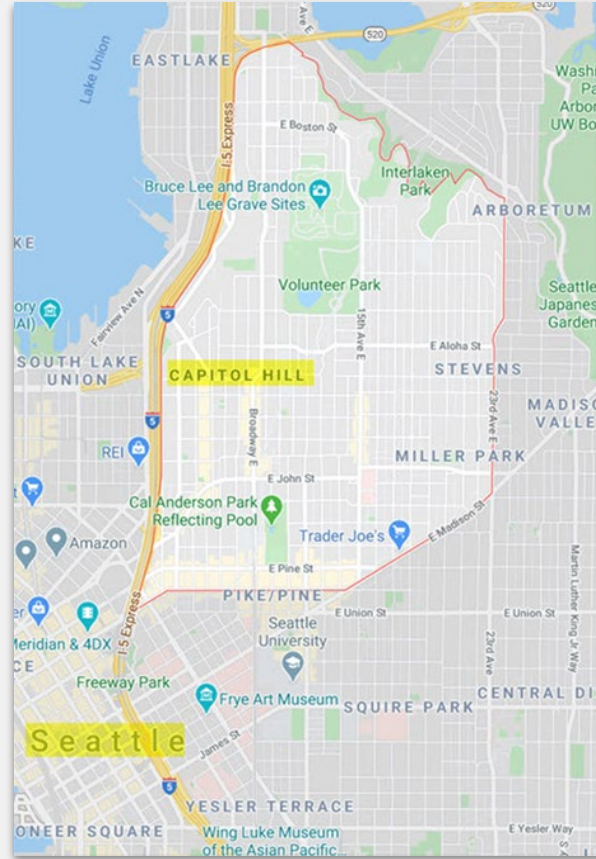 520
520
Ave E
EASTLAKE
Lake Union
Washi
Pa
Arbor
UW Bo
I-5 Express
E Boston St
Interlaken
Park
Bruce Lee and Brandon
Lee Grave Sites
ARBORETUM
KE
Volunteer Park
Seattle
Japanes
Garden
ory
AI)
Fairview Ave N
5
15th Ave E
E Aloha St
SOUTH LAKE
UNION
CAPITOL HILL
STEVENS
23rd Ave E
MADISO
VALLE
5
Broadway E
REI
MILLER PARK
E John St
t
Cal Anderson Park
Reflecting Pool
Trader Joe's
E Madison St
Amazon
E Pine St
Martin Luther King Jr Way
PIKE/PINE
er
I-5 Express
E Union St
E Union St
Meridian & 4DX
CE
Seattle
University
23rd Ave
Freeway Park
Frye Art Museum
SQUIRE PARK
CENTRAL DI
Seattle
James St
5
YESLER TERRACE
ONEER SQUARE
Wing Luke Museum
of the Asian Pacific...
E Yesler Way